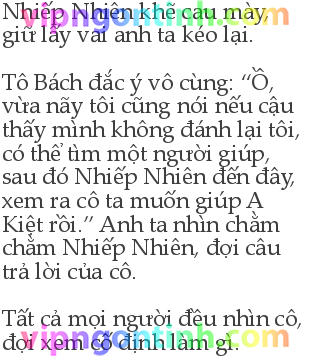 Nhiếp Nhiên khẽ cau mày,
vipngontinh.com
giữ lấy vai anh ta kéo lại.

Tô Bách đắc ý vô cùng: “Ồ,
vừa nãy tôi cũng nói nếu cậu
thấy mình không đánh lại tôi,
có thể tìm một người giúp,
sau đó Nhiếp Nhiên đến đây,
xem ra cô ta muốn giúp A
Kiệt rồi.” Anh ta nhìn chằm
chằm Nhiếp Nhiên, đợi câu
trả lời của cô.

Tất cả mọi người đều nhìn cô,
vipngontinh.com
đợi xem cô định làm gì.